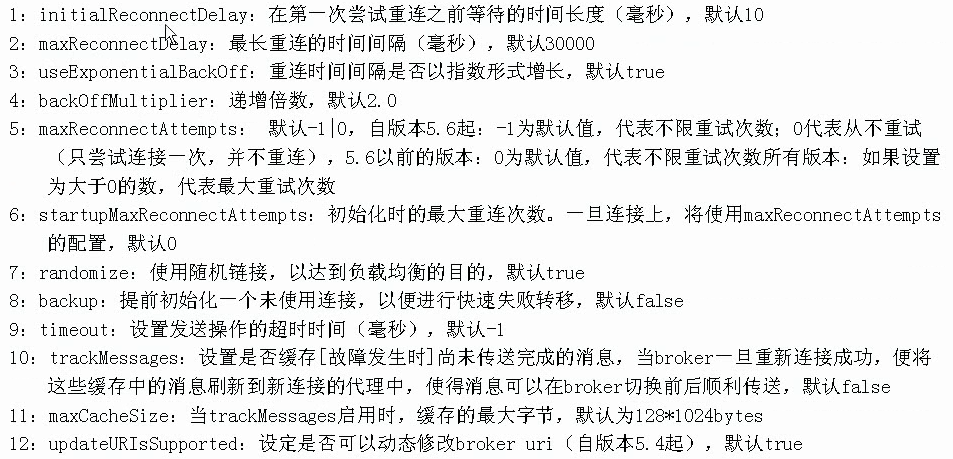 1：initialReconnectDelay：在第一次尝试重连之前等待的时间长度（毫秒），默认10
2：maxReconnectDelay：最长重连的时间间隔（毫秒），默认30000
3：useExponentialBackOff：重连时间间隔是否以指数形式增长，默认true
4：backOffMultiplier：递增倍数，默认2.0
5：maxReconnectAttempts： 默认-1|0，自版本5.6起：-1为默认值，代表不限重试次数；0代表从不重试
（只尝试连接一次，并不重连），5.6以前的版本：0为默认值，代表不限重试次数所有版本：如果设置
为大于0的数，代表最大重试次数
6：startupMaxReconnectAttempts：初始化时的最大重连次数。一旦连接上，将使用maxReconnectAttempts
的配置，默认0
7：randomize：使用随机链接，以达到负载均衡的目的，默认true
8：backup：提前初始化一个未使用连接，以便进行快速失败转移，默认false
9：timeout：设置发送操作的超时时间（毫秒），默认-1
10：trackMessages：设置是否缓存[故障发生时]尚未传送完成的消息，当broker一旦重新连接成功，便将
这些缓存中的消息刷新到新连接的代理中，使得消息可以在broker切换前后顺利传送，默认false
11：maxCacheSize：当trackMessages启用时，缓存的最大字节，默认为128*1024bytes
12：updateURIsSupported：设定是否可以动态修改broker uri（自版本5.4起），默认true